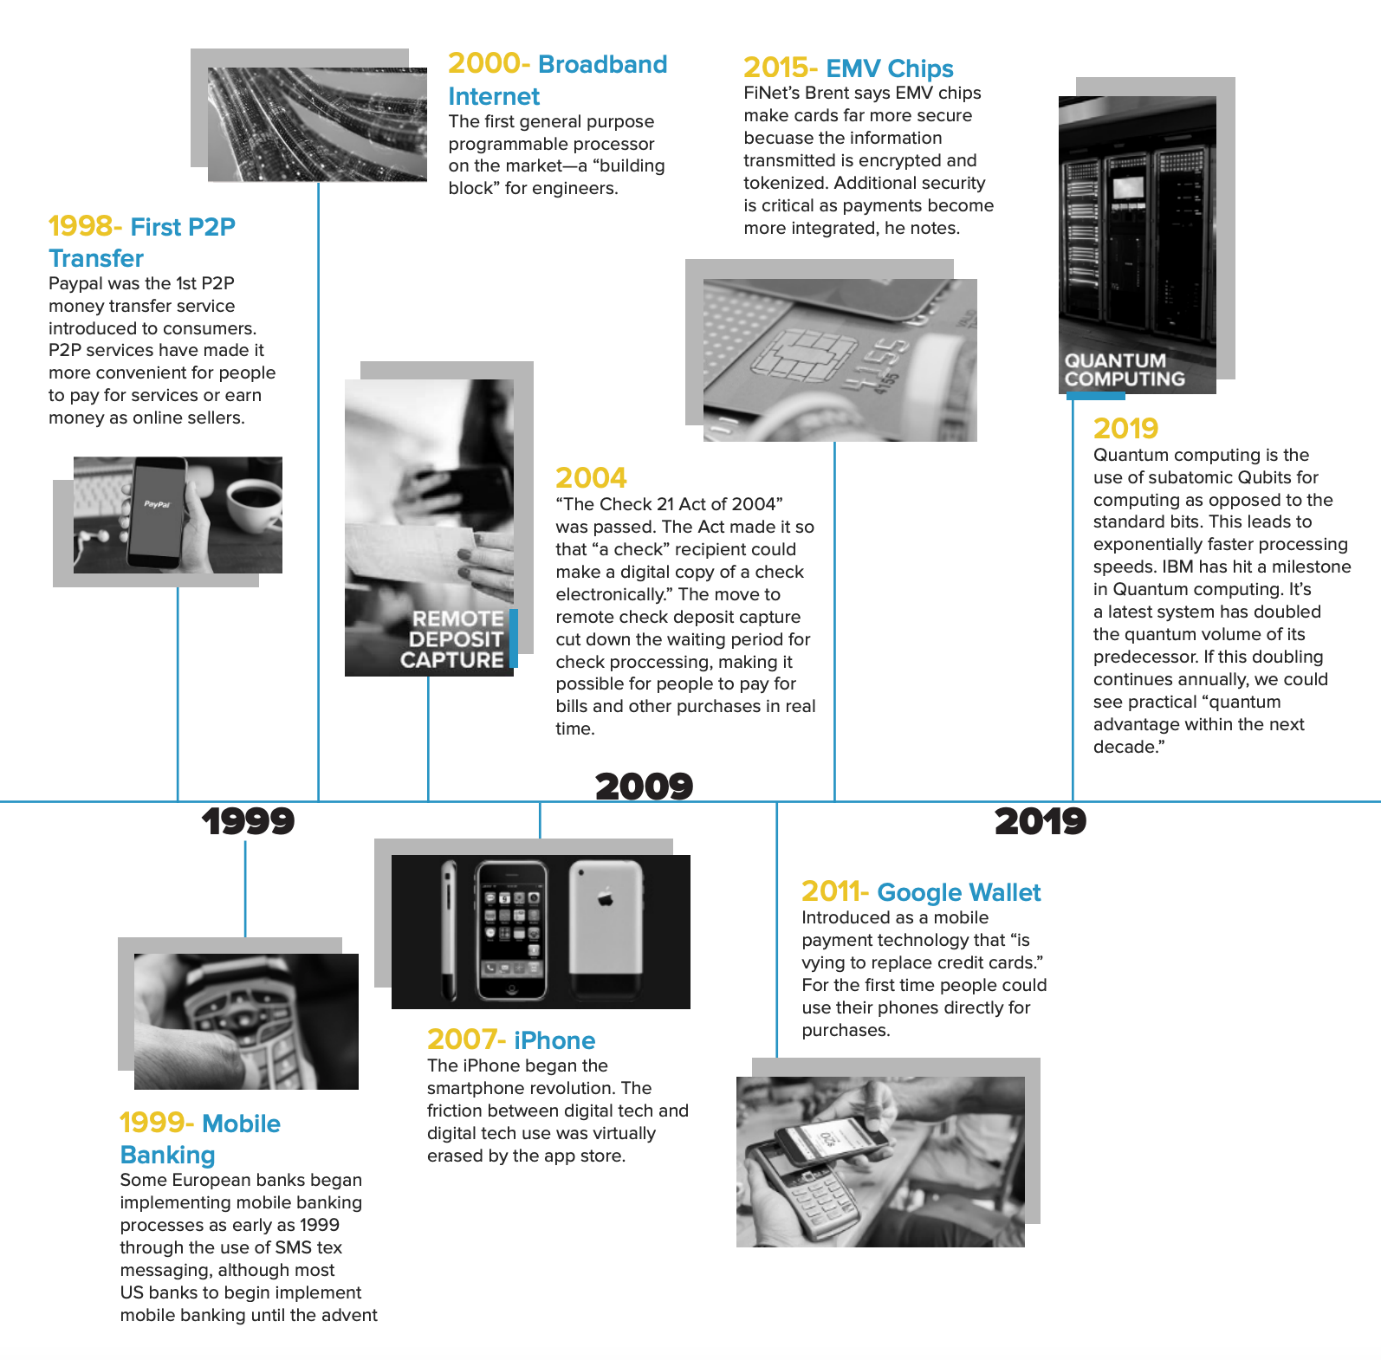 2000- Broadband
Internet
The first general purpose
programmable processor
on the market—a “building
block” for engineers.
2015- EMV Chips
FiNet’s Brent says EMV chips
make cards far more secure
becuase the information
transmitted is encrypted and
tokenized. Additional security
is critical as payments become
more integrated, he notes.
1998- First P2P
Transfer
Paypal was the 1st P2P
money transfer service
introduced to consumers.
P2P services have made it
more convenient for people
to pay for services or earn
money as online sellers.
PayPal
4155
4155
QUANTUM
COMPUTING
REMOTE
DEPOSIT
CAPTURE
2004
“The Check 21 Act of 2004”
was passed. The Act made it so
that “a check” recipient could
make a digital copy of a check
electronically.” The move to
remote check deposit capture
cut down the waiting period for
check proccessing, making it
possible for people to pay for
bills and other purchases in real
time.
2019
Quantum computing is the
use of subatomic Qubits for
computing as opposed to the
standard bits. This leads to
exponentially faster processing
speeds. IBM has hit a milestone
in Quantum computing. It’s
a latest system has doubled
the quantum volume of its
predecessor. If this doubling
continues annually, we could
see practical “quantum
advantage within the next
decade.”
1999
2009
2019
2007- iPhone
The iPhone began the
smartphone revolution. The
friction between digital tech and
digital tech use was virtually
erased by the app store.
2011- Google Wallet
Introduced as a mobile
payment technology that “is
vying to replace credit cards.”
For the first time people could
use their phones directly for
purchases.
1999- Mobile
Banking
Some European banks began
implementing mobile banking
processes as early as 1999
through the use of SMS tex
messaging, although most
US banks to begin implement
mobile banking until the advent